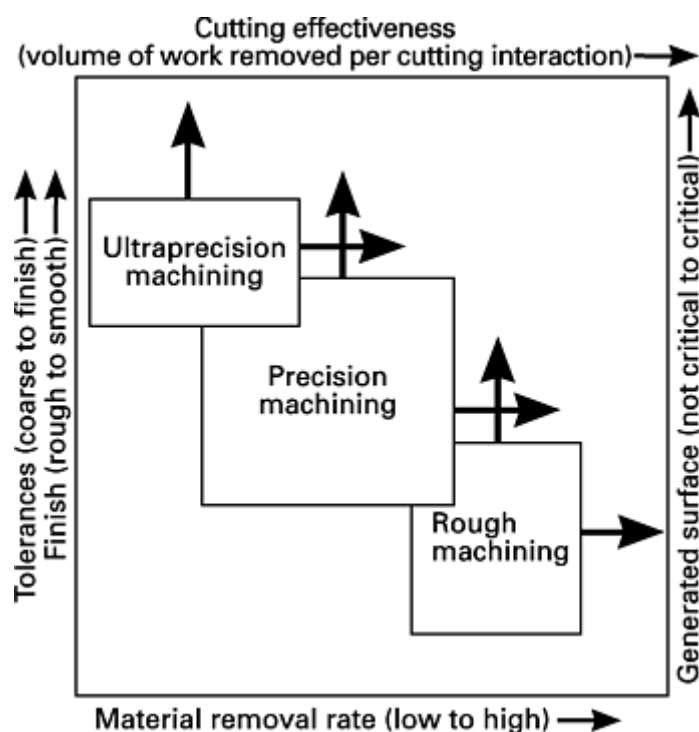 Cutting effectiveness
(volume of work removed per cutting interaction)
Tolerances (coarse to finish)
Finish (rough to smooth)
Ultraprecision
machining
Precision
machining
Rough
machining
Generated surface (not critical to critical)
Material removal rate (low to high)